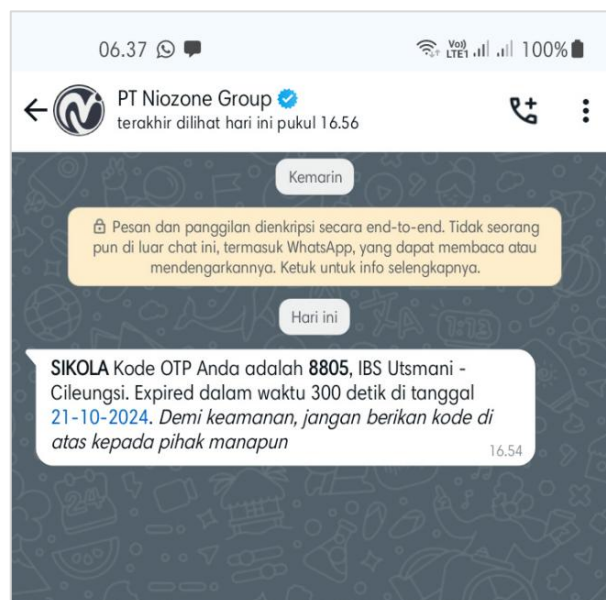 06.37 100%
Vo)) LTE1
PT Niozone Group
terakhir dilihat hari ini pukul 16.56
Kemarin
Pesan dan panggilan dienkripsi secara end-to-end. Tidak seorang
pun di luar chat ini, termasuk WhatsApp, yang dapat membaca atau
mendengarkannya. Ketuk untuk info selengkapnya.
Hari ini
SIKOLA Kode OTP Anda adalah 8805, IBS Utsmani -
Cileungsi. Expired dalam waktu 300 detik di tanggal
21-10-2024. Demi keamanan, jangan berikan kode di
atas kepada pihak manapun
16.54